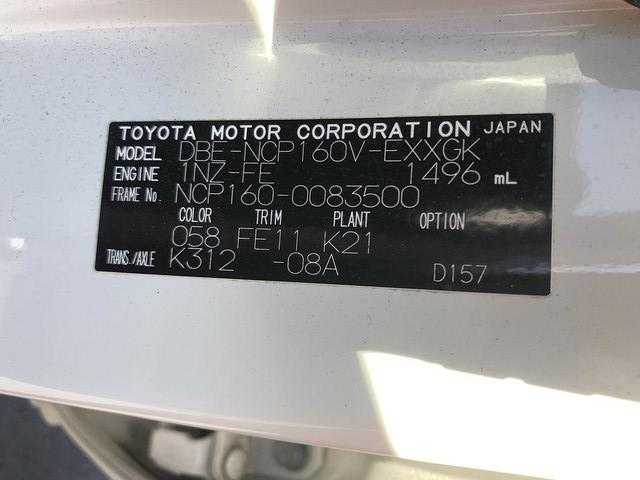 TOYOTA MOTOR CORPORATION JAPAN
MODEL DBE-NCP160V-EXXGK
ENGINE 1NZ-FE 1496 mL
FRAME No. NCP160-0083500
COLOR TRIM PLANT OPTION
058 FE11 K21
TRANS./AXLE K312 -08A D157